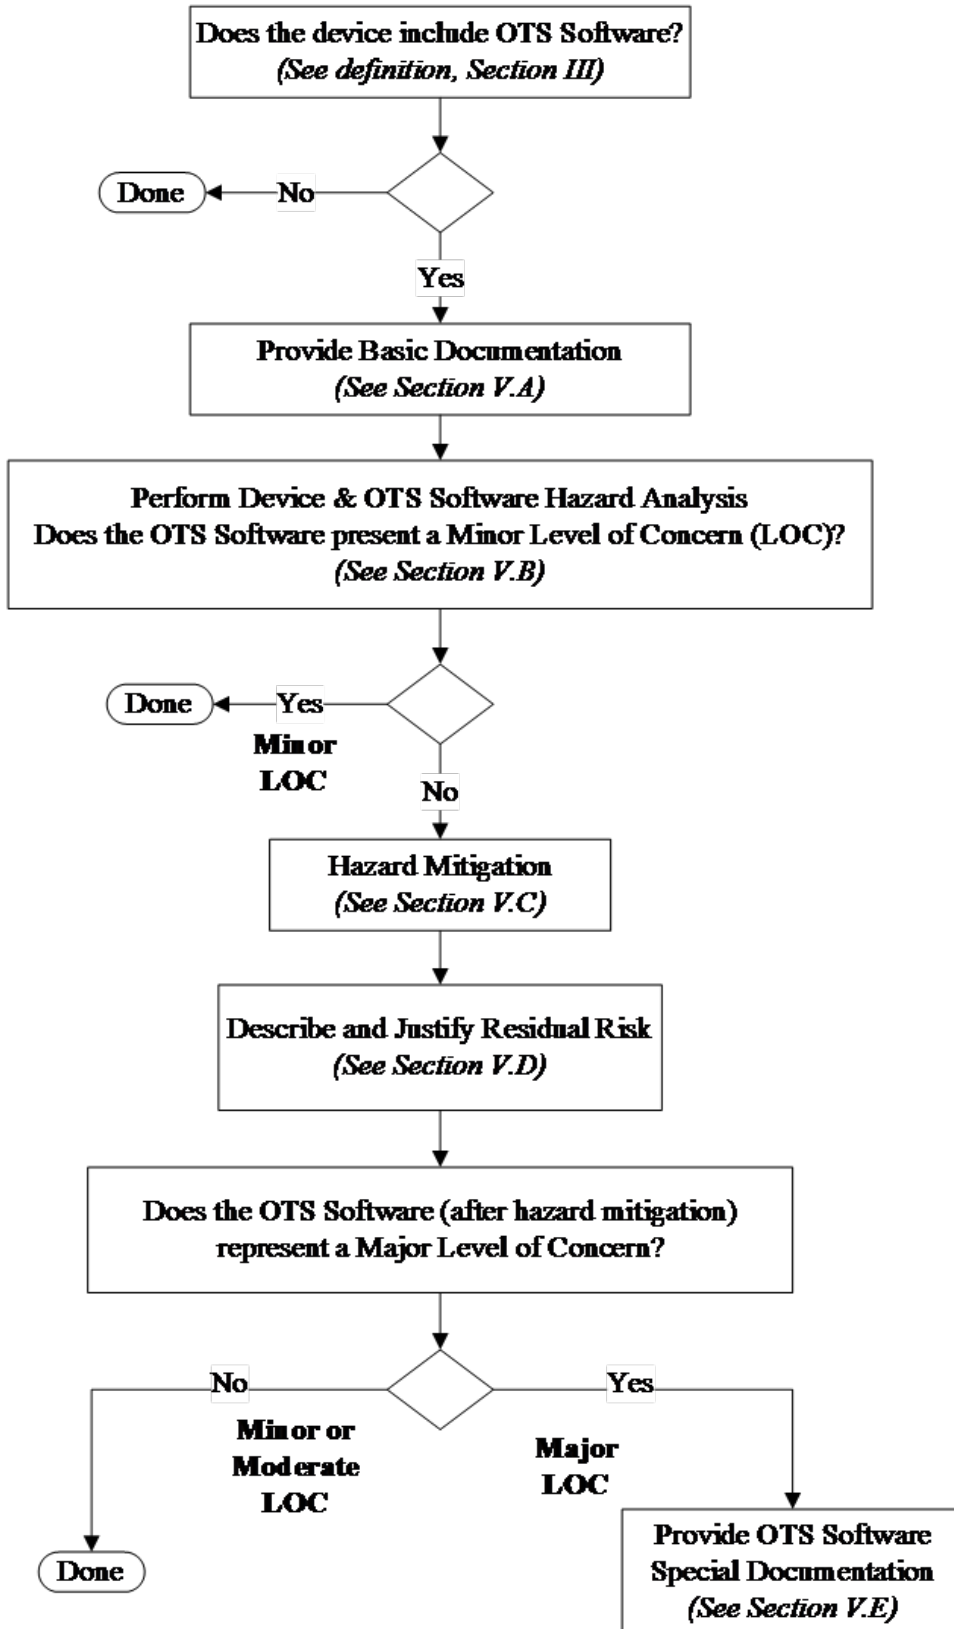 Does the device include OTS Software?
(See definition, Section III)
Done
No
Yes
Provide Basic Documentation
(See Section V.A)
Perform Device & OTS Software Hazard Analysis
Does the OTS Software present a Minor Level of Concern (LOC)?
(See Section V.B)
Done
Yes
Minor
LOC
No
Hazard Mitigation
(See Section V.C)
Describe and Justify Residual Risk
(See Section V.D)
Does the OTS Software (after hazard mitigation)
represent a Major Level of Concern?
No
Minor or
Moderate
LOC
Yes
Major
LOC
Done
Provide OTS Software
Special Documentation
(See Section V.E)